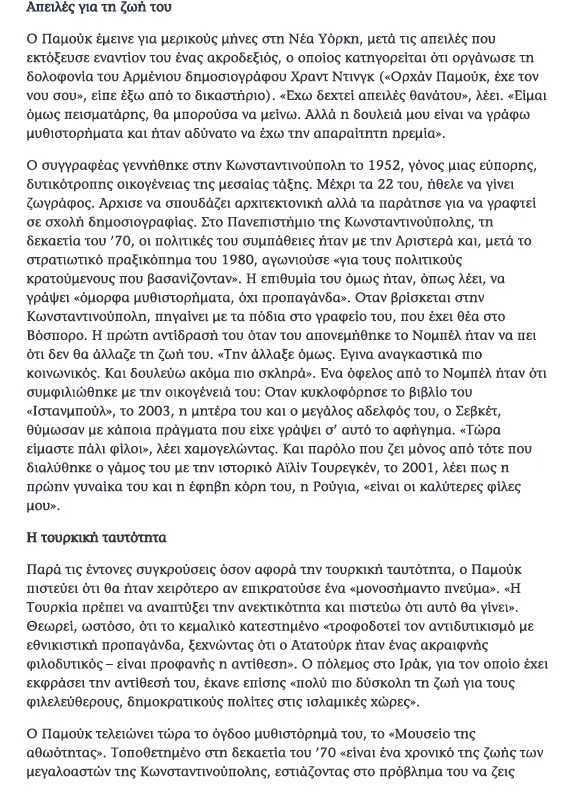 Απειλές για τη ζωή του
Ο Παμούκ έμεινε για μερικούς μήνες στη Νέα Υόρκη, μετά τις απειλές που
εκτόξευσε εναντίον του ένας ακροδεξιός, ο οποίος κατηγορείται ότι οργάνωσε τη
δολοφονία του Αρμένιου δημοσιογράφου Χραντ Ντινγκ («Ορχάν Παμούκ, έχε τον
νου σου», είπε έξω από το δικαστήριο). «Εχω δεχτεί απειλές θανάτου», λέει. «Είμαι
όμως πεισματάρης, θα μπορούσα να μείνω. Αλλά η δουλειά μου είναι να γράφω
μυθιστορήματα και ήταν αδύνατο να έχω την απαραίτητη ηρεμία».
Ο συγγραφέας γεννήθηκε στην Κωνσταντινούπολη το 1952, γόνος μιας εύπορης,
δυτικότροπης οικογένειας της μεσαίας τάξης. Μέχρι τα 22 του, ήθελε να γίνει
ζωγράφος. Αρχισε να σπουδάζει αρχιτεκτονική αλλά τα παράτησε για να γραφτεί
σε σχολή δημοσιογραφίας. Στο Πανεπιστήμιο της Κωνσταντινούπολης, τη
δεκαετία του ’70, οι πολιτικές του συμπάθειες ήταν με την Αριστερά και, μετά το
στρατιωτικό πραξικόπημα του 1980, αγωνιούσε «για τους πολιτικούς
κρατούμενους που βασανίζονταν». Η επιθυμία του όμως ήταν, όπως λέει, να
γράψει «όμορφα μυθιστορήματα, όχι προπαγάνδα». Οταν βρίσκεται στην
Κωνσταντινούπολη, πηγαίνει με τα πόδια στο γραφείο του, που έχει θέα στο
Βόσπορο. Η πρώτη αντίδρασή του όταν του απονεμήθηκε το Νομπέλ ήταν να πει
ότι δεν θα άλλαζε τη ζωή του. «Την άλλαξε όμως. Εγινα αναγκαστικά πιο
κοινωνικός. Και δουλεύω ακόμα πιο σκληρά». Ενα όφελος από το Νομπέλ ήταν ότι
συμφιλιώθηκε με την οικογένειά του: Οταν κυκλοφόρησε το βιβλίο του
«Ιστανμπούλ», το 2003, η μητέρα του και ο μεγάλος αδελφός του, ο Σεβκέτ,
θύμωσαν με κάποια πράγματα που είχε γράψει σ’ αυτό το αφήγημα. «Τώρα
είμαστε πάλι φίλοι», λέει χαμογελώντας. Και παρόλο που ζει μόνος από τότε που
διαλύθηκε ο γάμος του με την ιστορικό Αϊλίν Τουρεγκέν, το 2001, λέει πως η
πρώην γυναίκα του και η έφηβη κόρη του, η Ρούγια, «είναι οι καλύτερες φίλες
μου».
Η τουρκική ταυτότητα
Παρά τις έντονες συγκρούσεις όσον αφορά την τουρκική ταυτότητα, ο Παμούκ
πιστεύει ότι θα ήταν χειρότερο αν επικρατούσε ένα «μονοσήμαντο πνεύμα». «Η
Τουρκία πρέπει να αναπτύξει την ανεκτικότητα και πιστεύω ότι αυτό θα γίνει».
Θεωρεί, ωστόσο, ότι το κεμαλικό κατεστημένο «τροφοδοτεί τον αντιδυτικισμό με
εθνικιστική προπαγάνδα, ξεχνώντας ότι ο Ατατούρκ ήταν ένας ακραιφνής
φιλοδυτικός – είναι προφανής η αντίθεση». Ο πόλεμος στο Ιράκ, για τον οποίο έχει
εκφράσει την αντίθεσή του, έκανε επίσης «πολύ πιο δύσκολη τη ζωή για τους
φιλελεύθερους, δημοκρατικούς πολίτες στις ισλαμικές χώρες».
Ο Παμούκ τελειώνει τώρα το όγδοο μυθιστόρημά του, το «Μουσείο της
αθωότητας». Τοποθετημένο στη δεκαετία του ’70 «είναι ένα χρονικό της ζωής των
μεγαλοαστών της Κωνσταντινούπολης, εστιάζοντας στο πρόβλημα του να ζεις